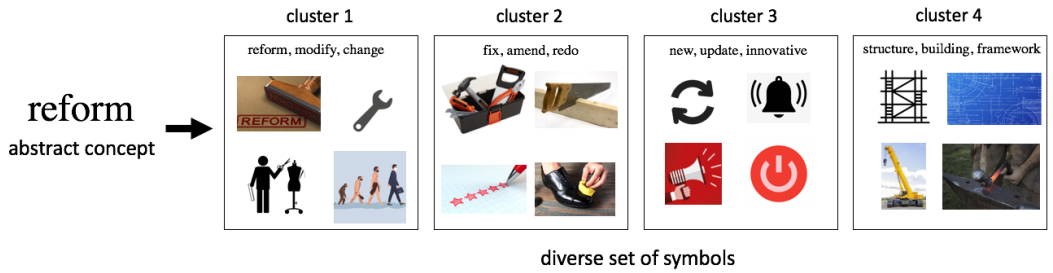 cluster 1
cluster 2
cluster 3
cluster 4
reform, modify, change
fix, amend, redo
new, update, innovative
structure, building, framework
reform
abstract concept
REFORM
diverse set of symbols